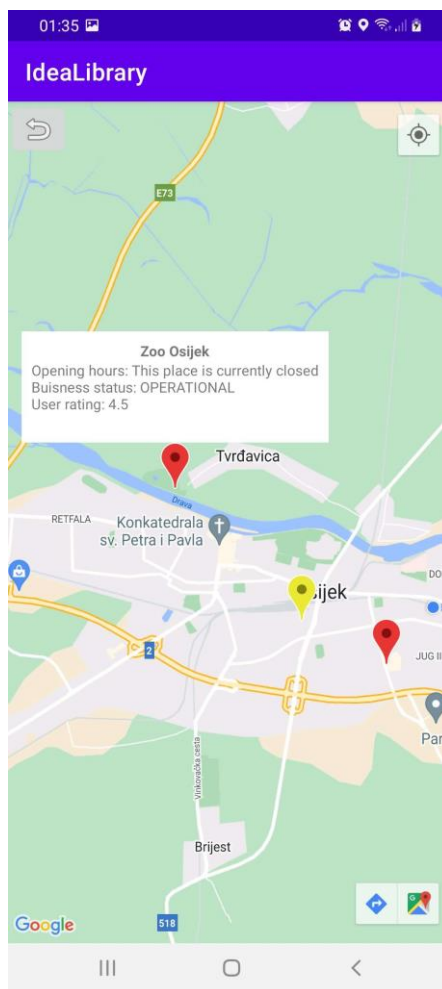 01:35
IdeaLibrary
E73
Zoo Osijek
Opening hours: This place is currently closed
Buisness status: OPERATIONAL
User rating: 4.5
Tvrđavica
Drava
RETFALA
Konkatedrala
sv. Petra i Pavla
sijek
DO
2
JUG II
Par
Vinkovačka cesta
Brijest
Google
518